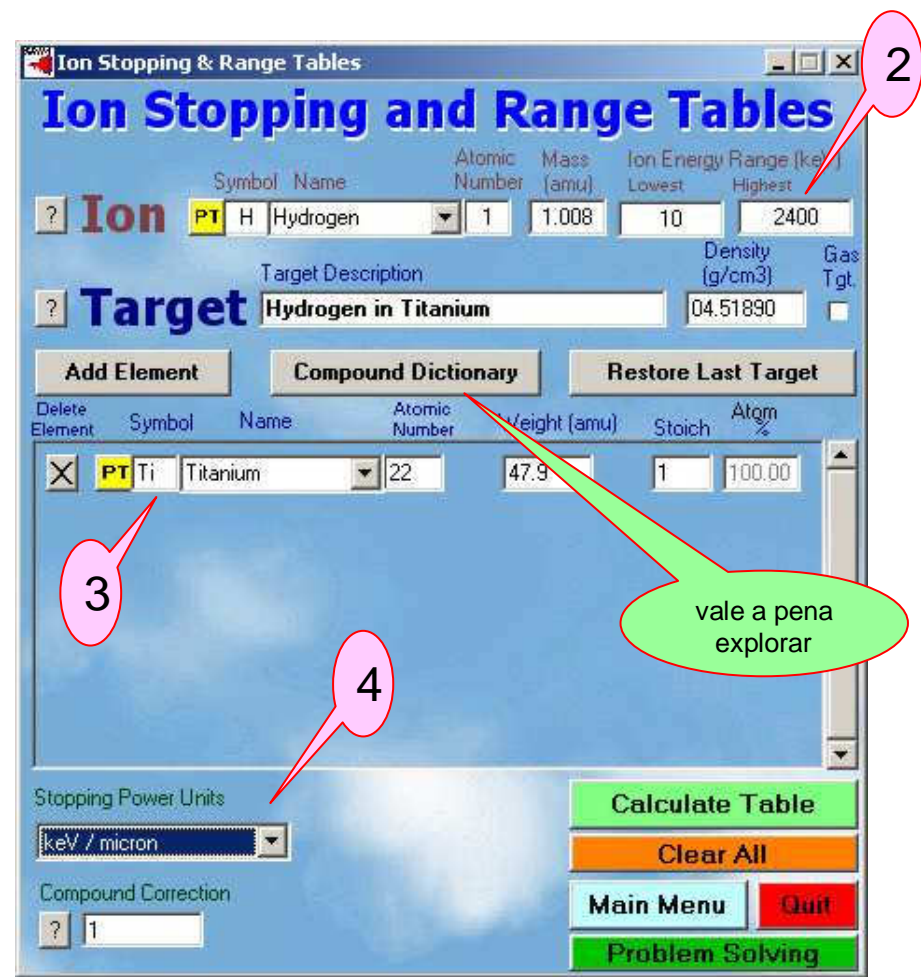 Ion Stopping & Range Tables
2
Ion Stopping and Range Tables
Symbol Name Atomic Number Mass (amu) Ion Energy Range (keV)
Lowest Highest
? Ion PT H Hydrogen 1 1.008 10 2400
Target Description Density (g/cm3) Gas Tgt.
? Target Hydrogen in Titanium 04.51890
Add Element Compound Dictionary Restore Last Target
Delete Element Symbol Name Atomic Number Weight (amu) Stoich Atom %
X PT Ti Titanium 22 47.9 1 100.00
3
vale a pena
explorar
4
Stopping Power Units
keV / micron
Calculate Table
Clear All
Compound Correction
? 1
Main Menu Quit
Problem Solving